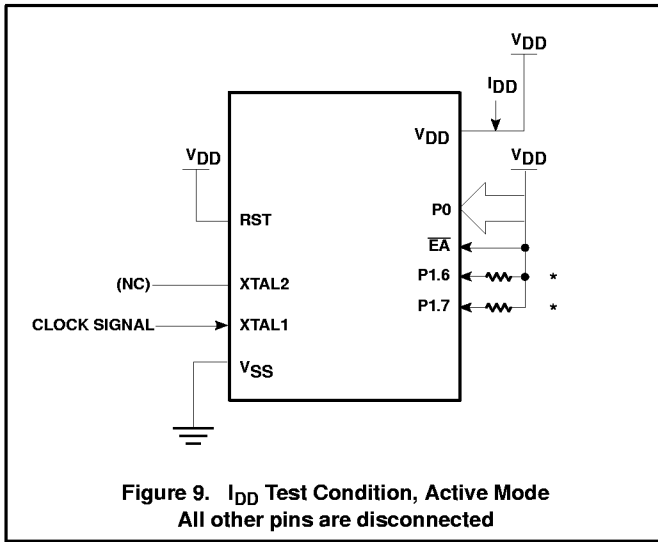 VDD
IDD
VDD
VDD
VDD
RST
P0
EA
P1.6 *
(NC) XTAL2
P1.7 *
CLOCK SIGNAL XTAL1
VSS
Figure 9. IDD Test Condition, Active Mode
All other pins are disconnected